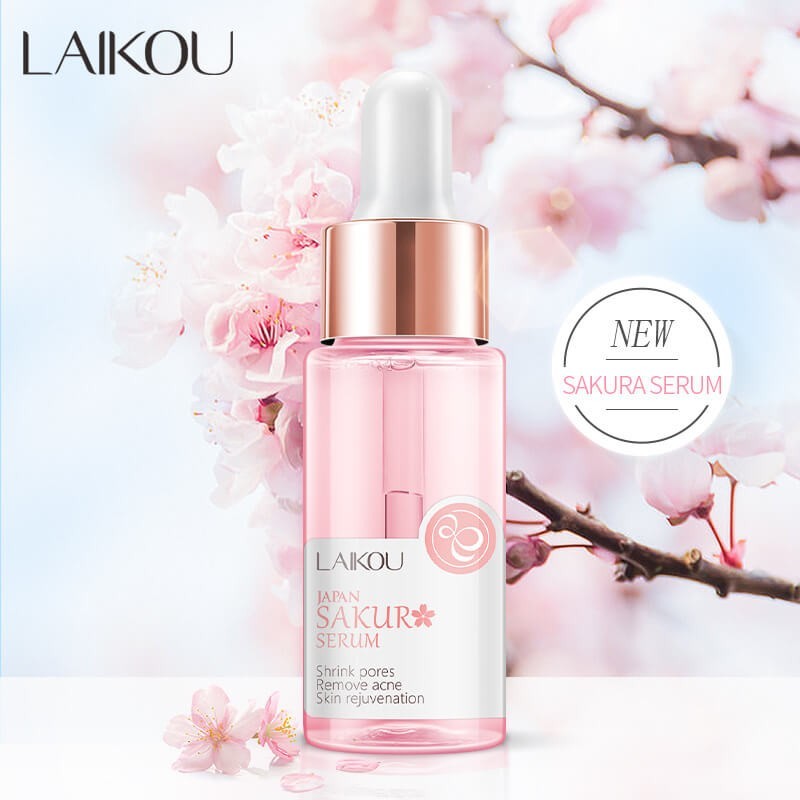 LAIKOU
NEW
SAKURA SERUM
LAIKOU
JAPAN
SAKUR
SERUM
Shrink pores
Remove acne
Skin rejuvenation